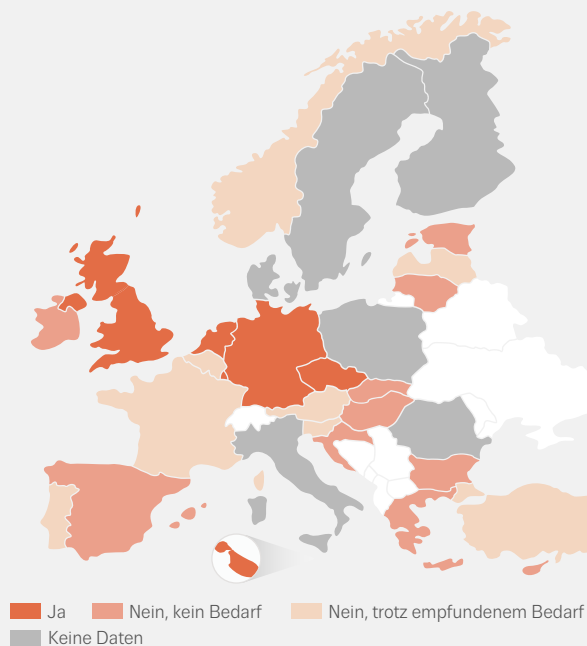 Ja
Nein, kein Bedarf
Nein, trotz empfundenem Bedarf
Keine Daten